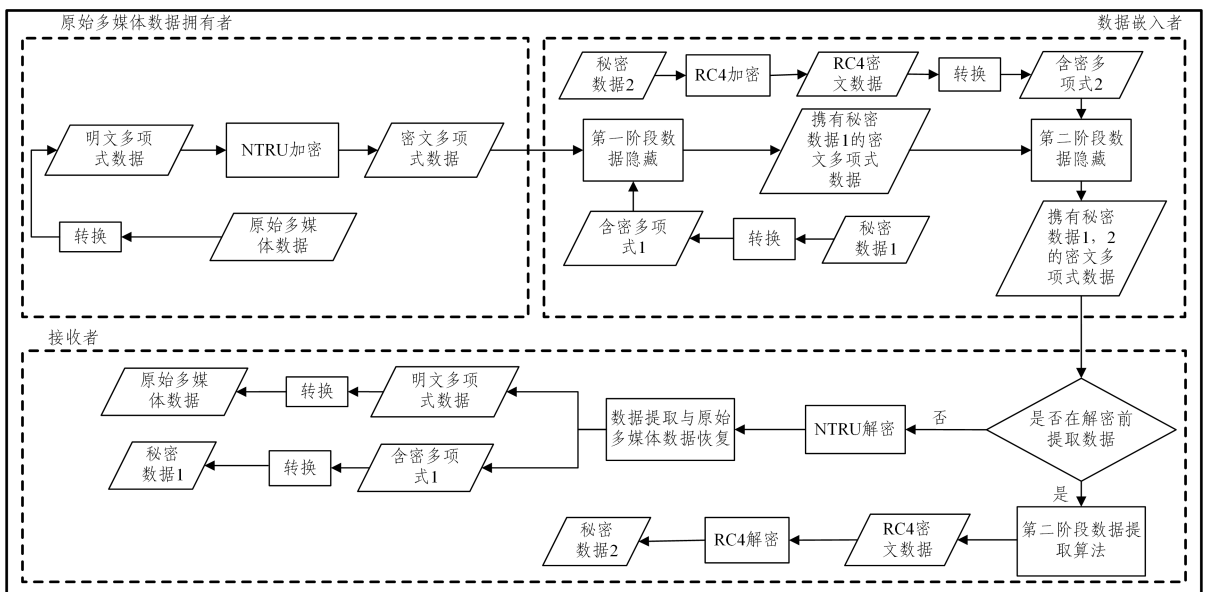 原始多媒体数据拥有者
数据嵌入者
秘密
数据2
RC4加密
RC4密
文数据
转换
含密多
项式2
明文多项
式数据
NTRU加密
密文多项
式数据
第一阶段数
据隐藏
携有秘密
数据1的密
文多项式
数据
第二阶段数
据隐藏
转换
原始多媒
体数据
含密多项
式1
转换
秘密
数据1
携有秘密
数据1，2
的密文多
项式数据
接收者
原始多媒
体数据
转换
明文多项
式数据
数据提取与原始
多媒体数据恢复
NTRU解密
否
是否在解密前
提取数据
秘密
数据1
转换
含密多项
式1
是
秘密
数据2
RC4解密
RC4密
文数据
第二阶段数据提
取算法